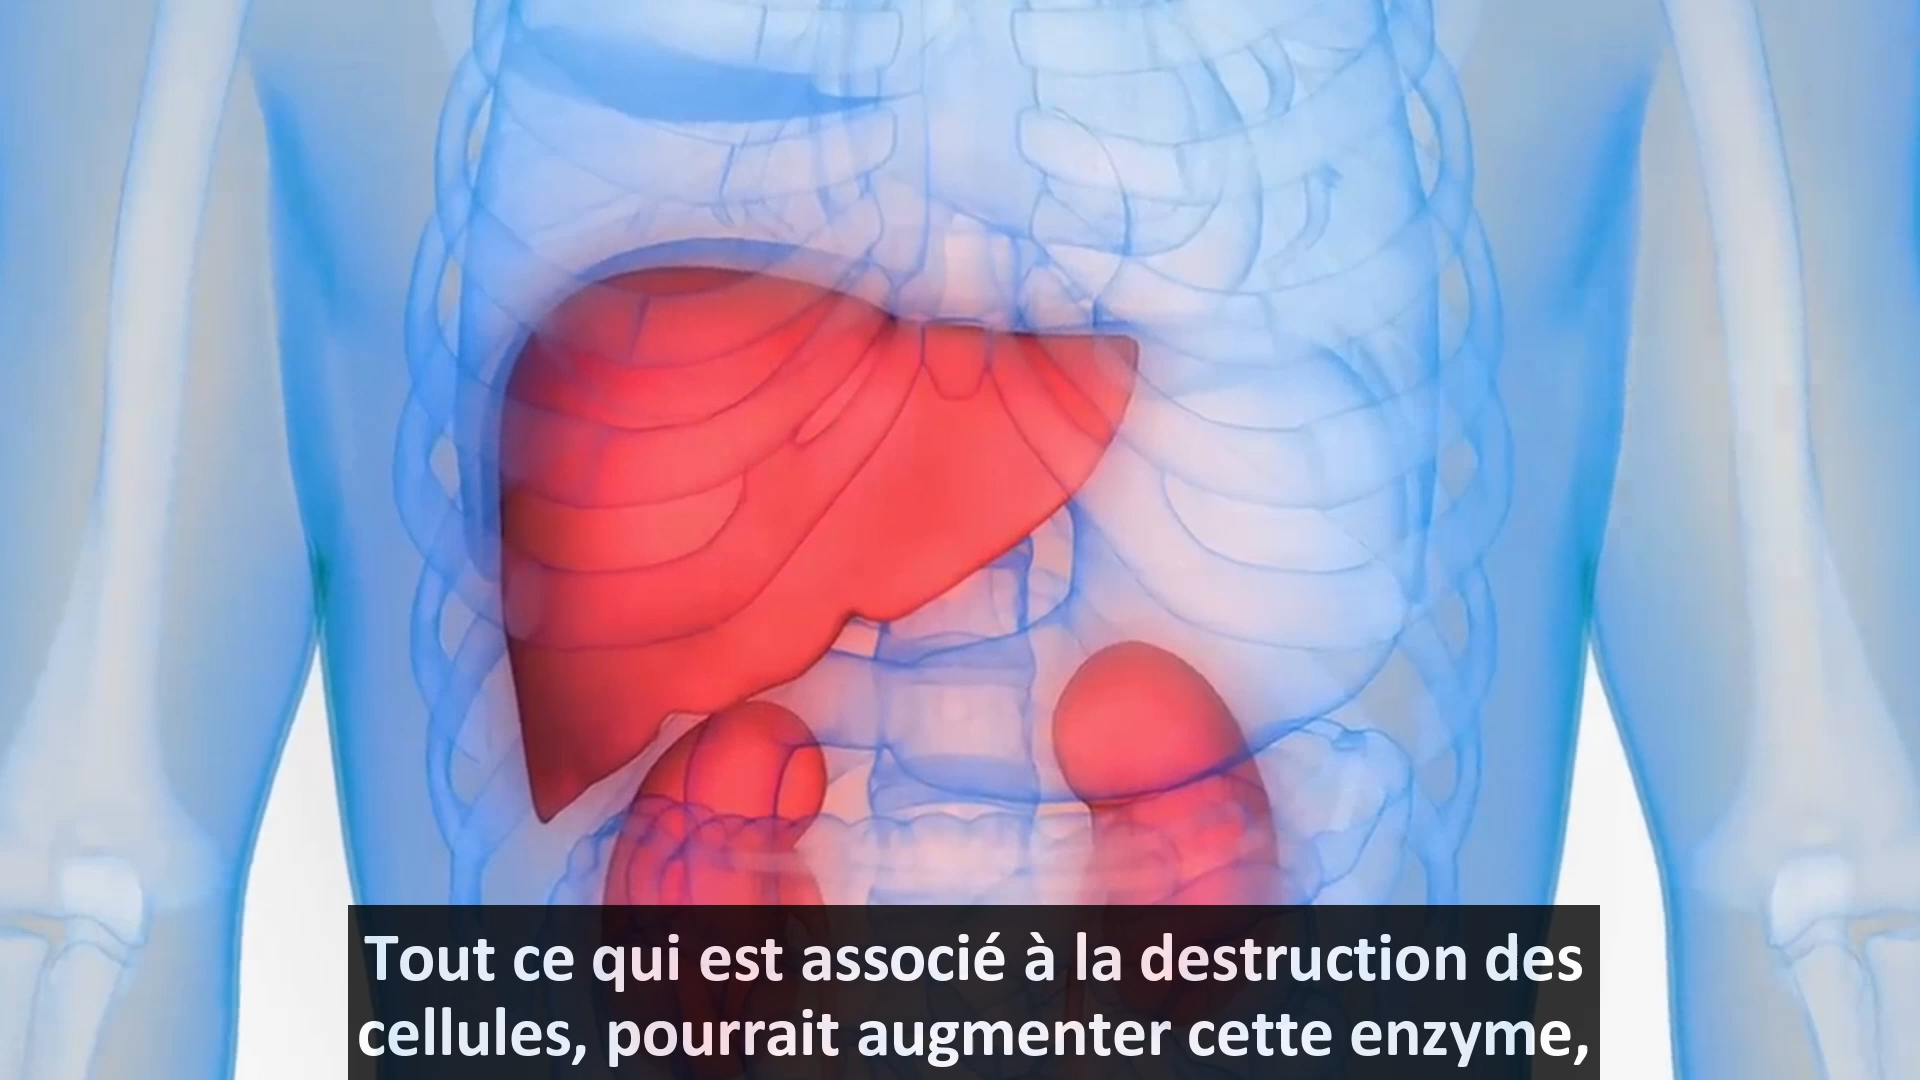 Tout ce qui est associé à la destruction des
cellules, pourrait augmenter cette enzyme,